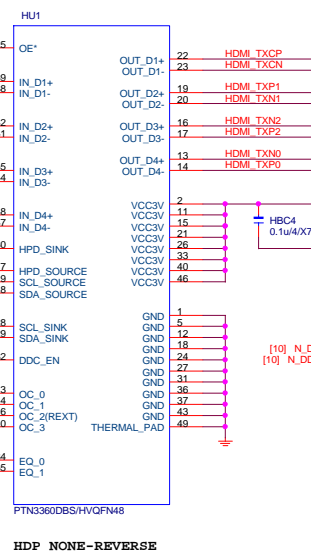 HU1
OE*
OUT_D1+ 22 HDMI_TXCP
OUT_D1- 23 HDMI_TXCN
IN_D1+
IN_D1-
OUT_D2+ 19 HDMI_TXP1
OUT_D2- 20 HDMI_TXN1
IN_D2+
IN_D2-
OUT_D3+ 16 HDMI_TXN2
OUT_D3- 17 HDMI_TXP2
OUT_D4+ 13 HDMI_TXN0
OUT_D4- 14 HDMI_TXP0
IN_D3+
IN_D3-
IN_D4+
IN_D4-
VCC3V 2
VCC3V 11
VCC3V 15
VCC3V 21
VCC3V 26
VCC3V 33
VCC3V 40
VCC3V 46
HBC4
0.1u/4/X7
HPD_SINK
HPD_SOURCE
SCL_SOURCE
SDA_SOURCE
GND 1
GND 5
GND 12
GND 18
GND 24
GND 27
GND 31
GND 36
GND 37
GND 43
THERMAL_PAD 49
SCL_SINK
SDA_SINK
DDC_EN
[10] N_D
[10] N_DD
OC_0
OC_1
OC_2(REXT)
OC_3
EQ_0
EQ_1
PTN3360DBS/HVQFN48
HDP NONE-REVERSE